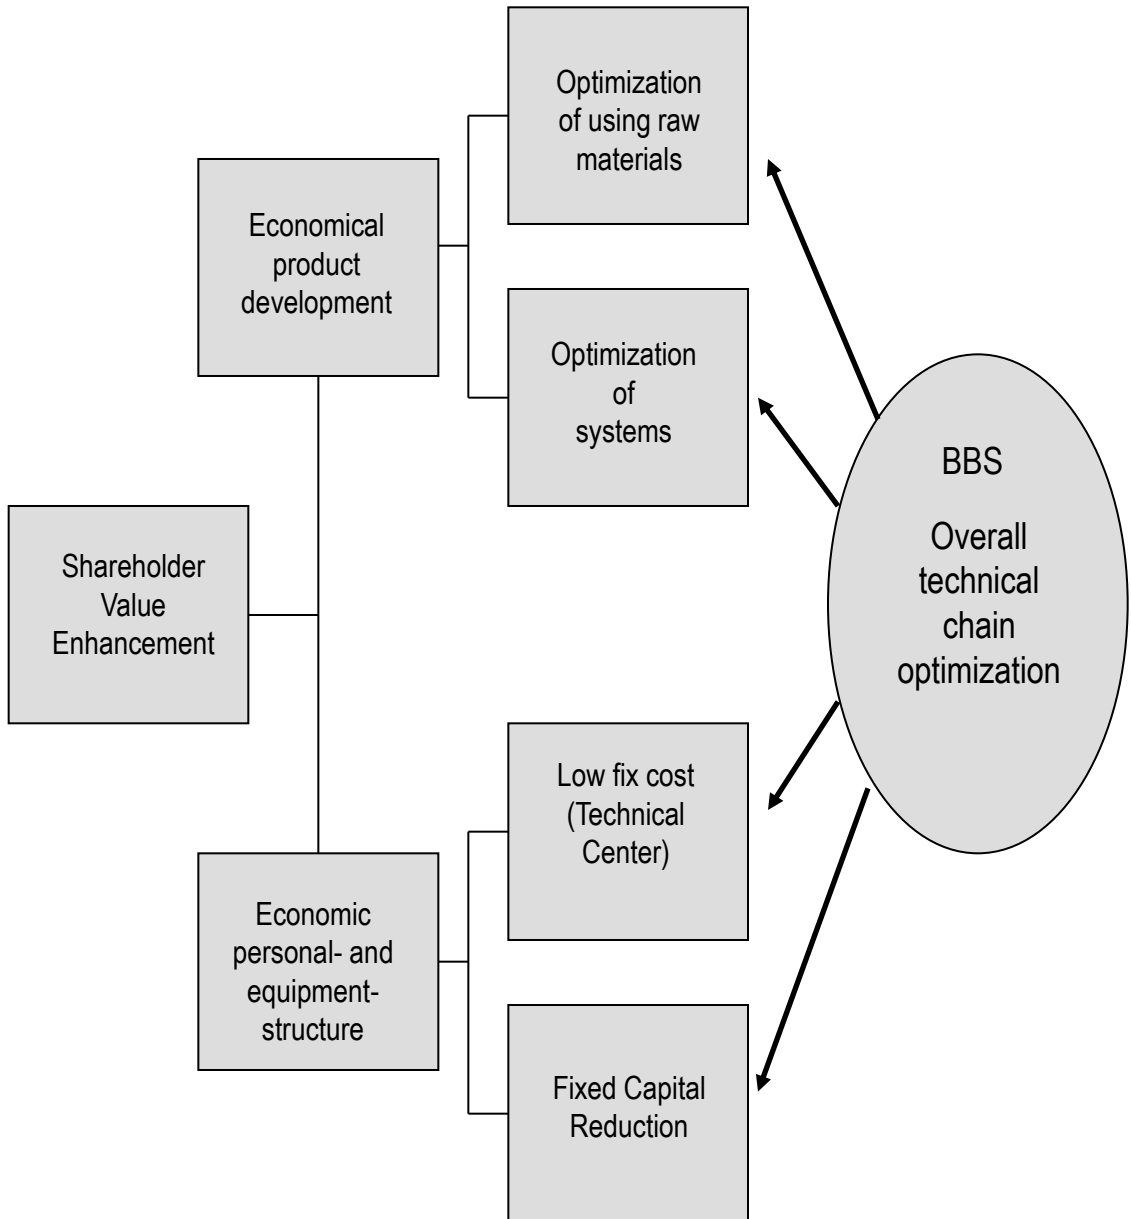 Optimization
of using raw
materials
Economical
product
development
Optimization
of
systems
BBS
Overall
technical
chain
optimization
Shareholder
Value
Enhancement
Low fix cost
(Technical
Center)
Economic
personal- and
equipment-
structure
Fixed Capital
Reduction